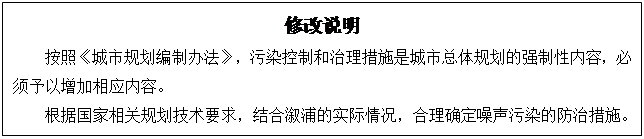 修改说明
按照《城市规划编制办法》，污染控制和治理措施是城市总体规划的强制性内容，必
须予以增加相应内容。
根据国家相关规划技术要求，结合溆浦的实际情况，合理确定噪声污染的防治措施。